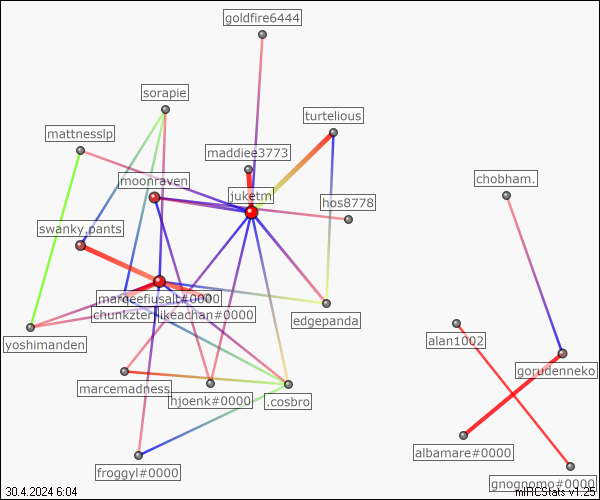 goldfire6444
sorapie
turtelious
mattnesslp
maddiee3773
moonraven
chobham.
juketm
hos8778
swanky.pants
marqeefiusalt#0000
chunkzter
likeachan#0000
edgepanda
yoshimanden
alan1002
gorudenneko
marcemadness
hjoenk#0000
.cosbro
albamare#0000
froggyl#0000
gnognomo#0000
30.4.2024 6:04
mIRCStats v1.25